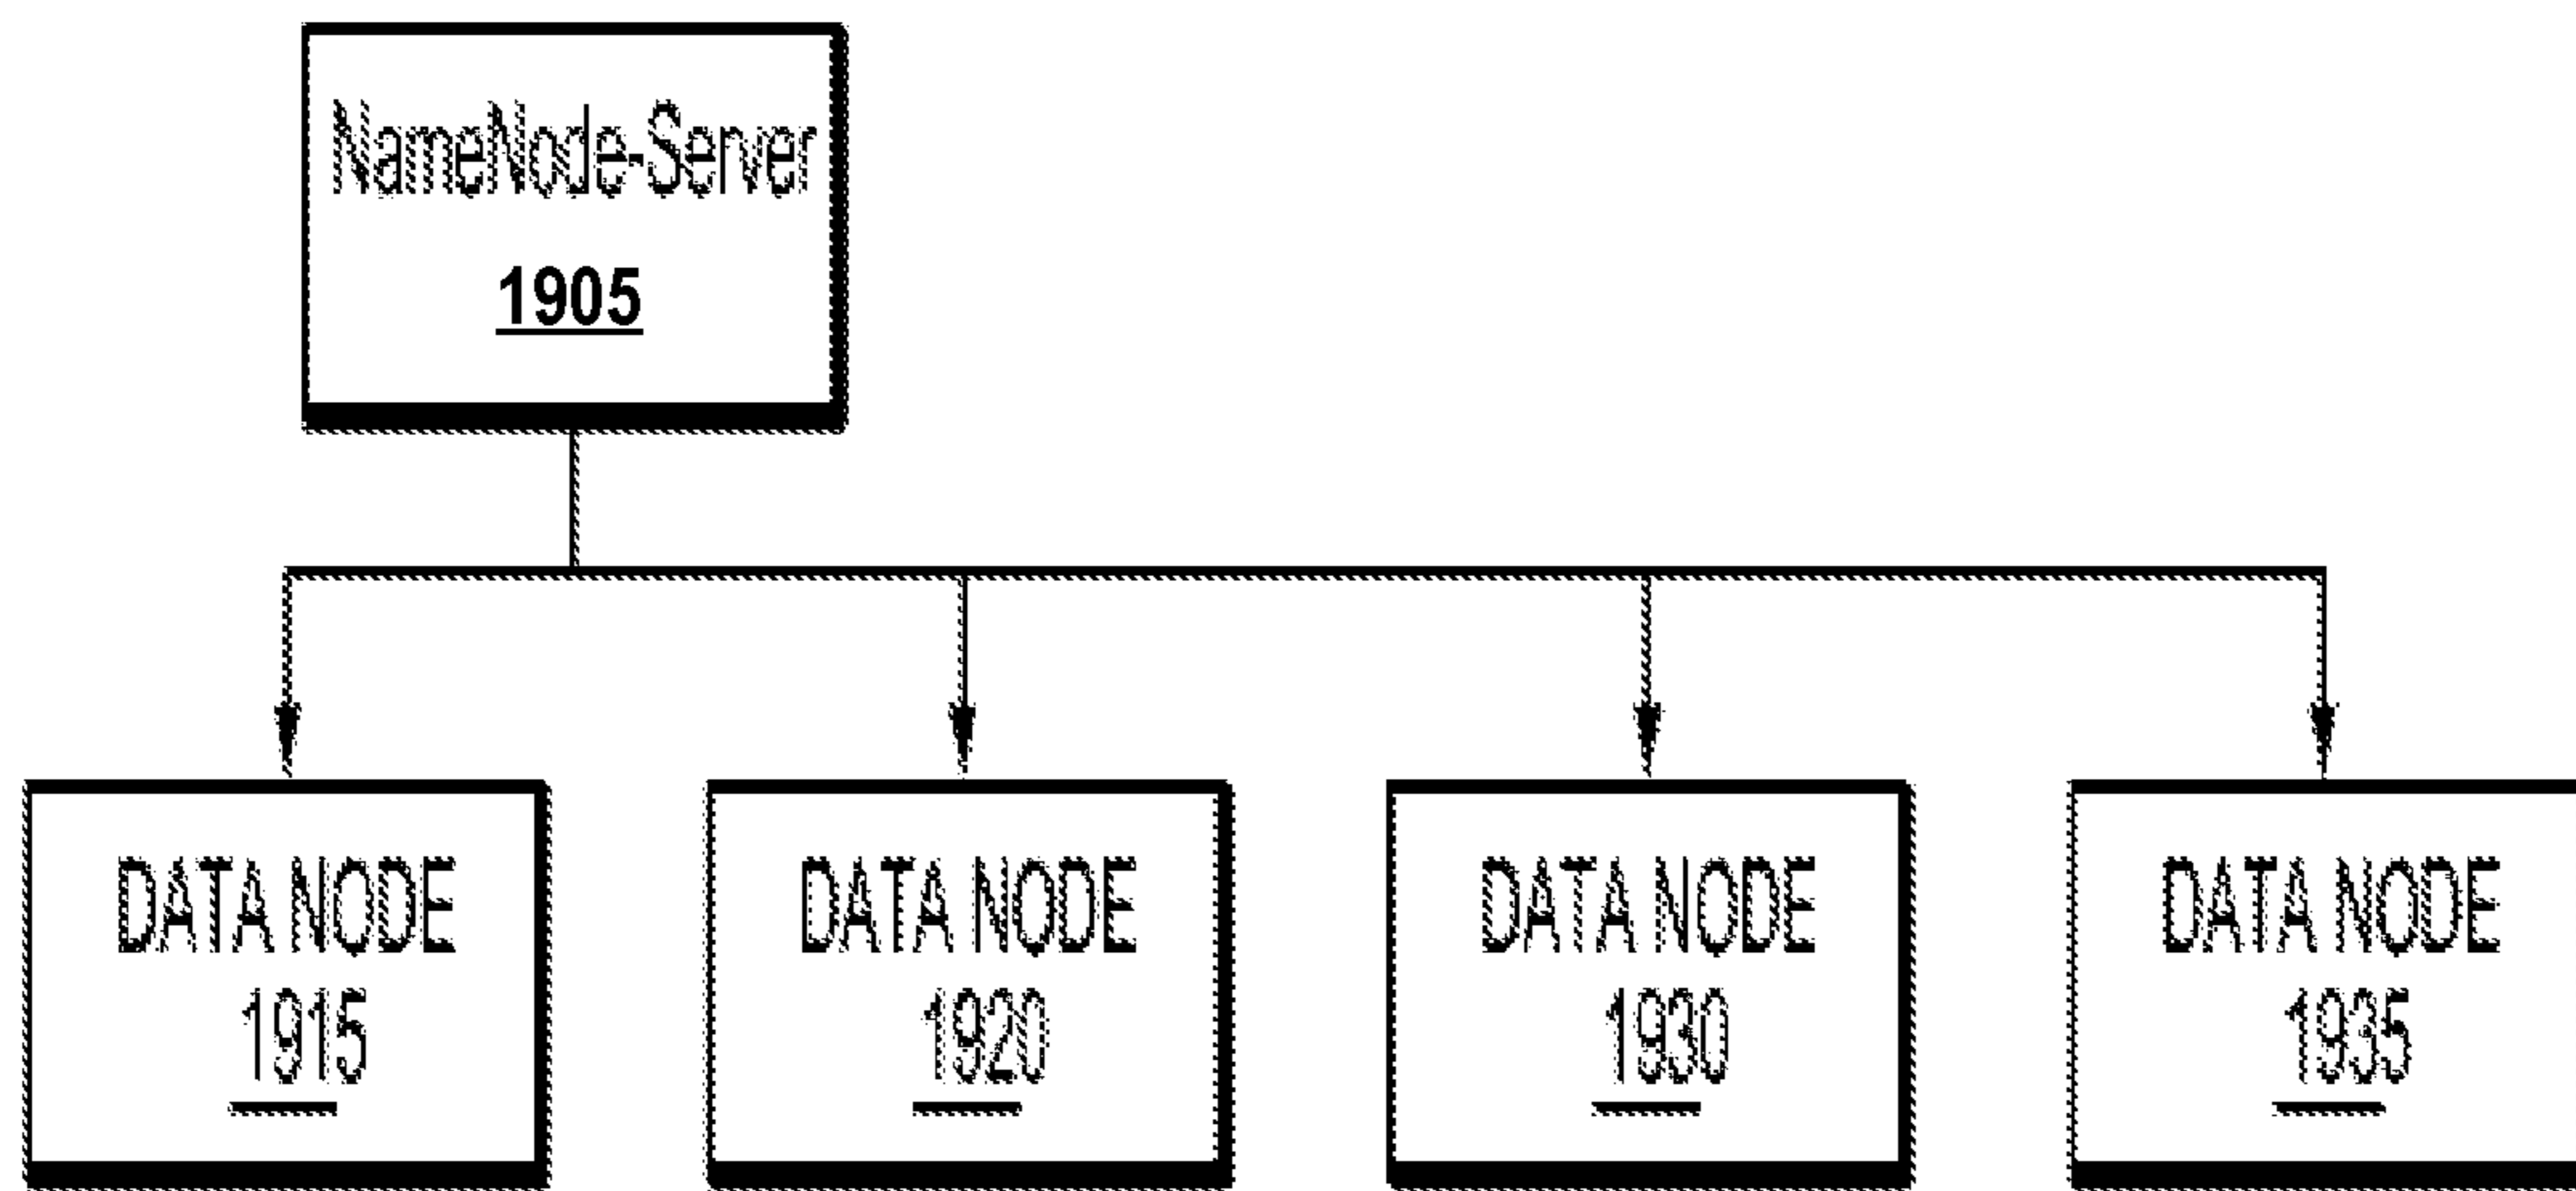 NameNode-Server
1905
DATA NODE
1915
DATA NODE
1920
DATA NODE
1930
DATA NODE
1935